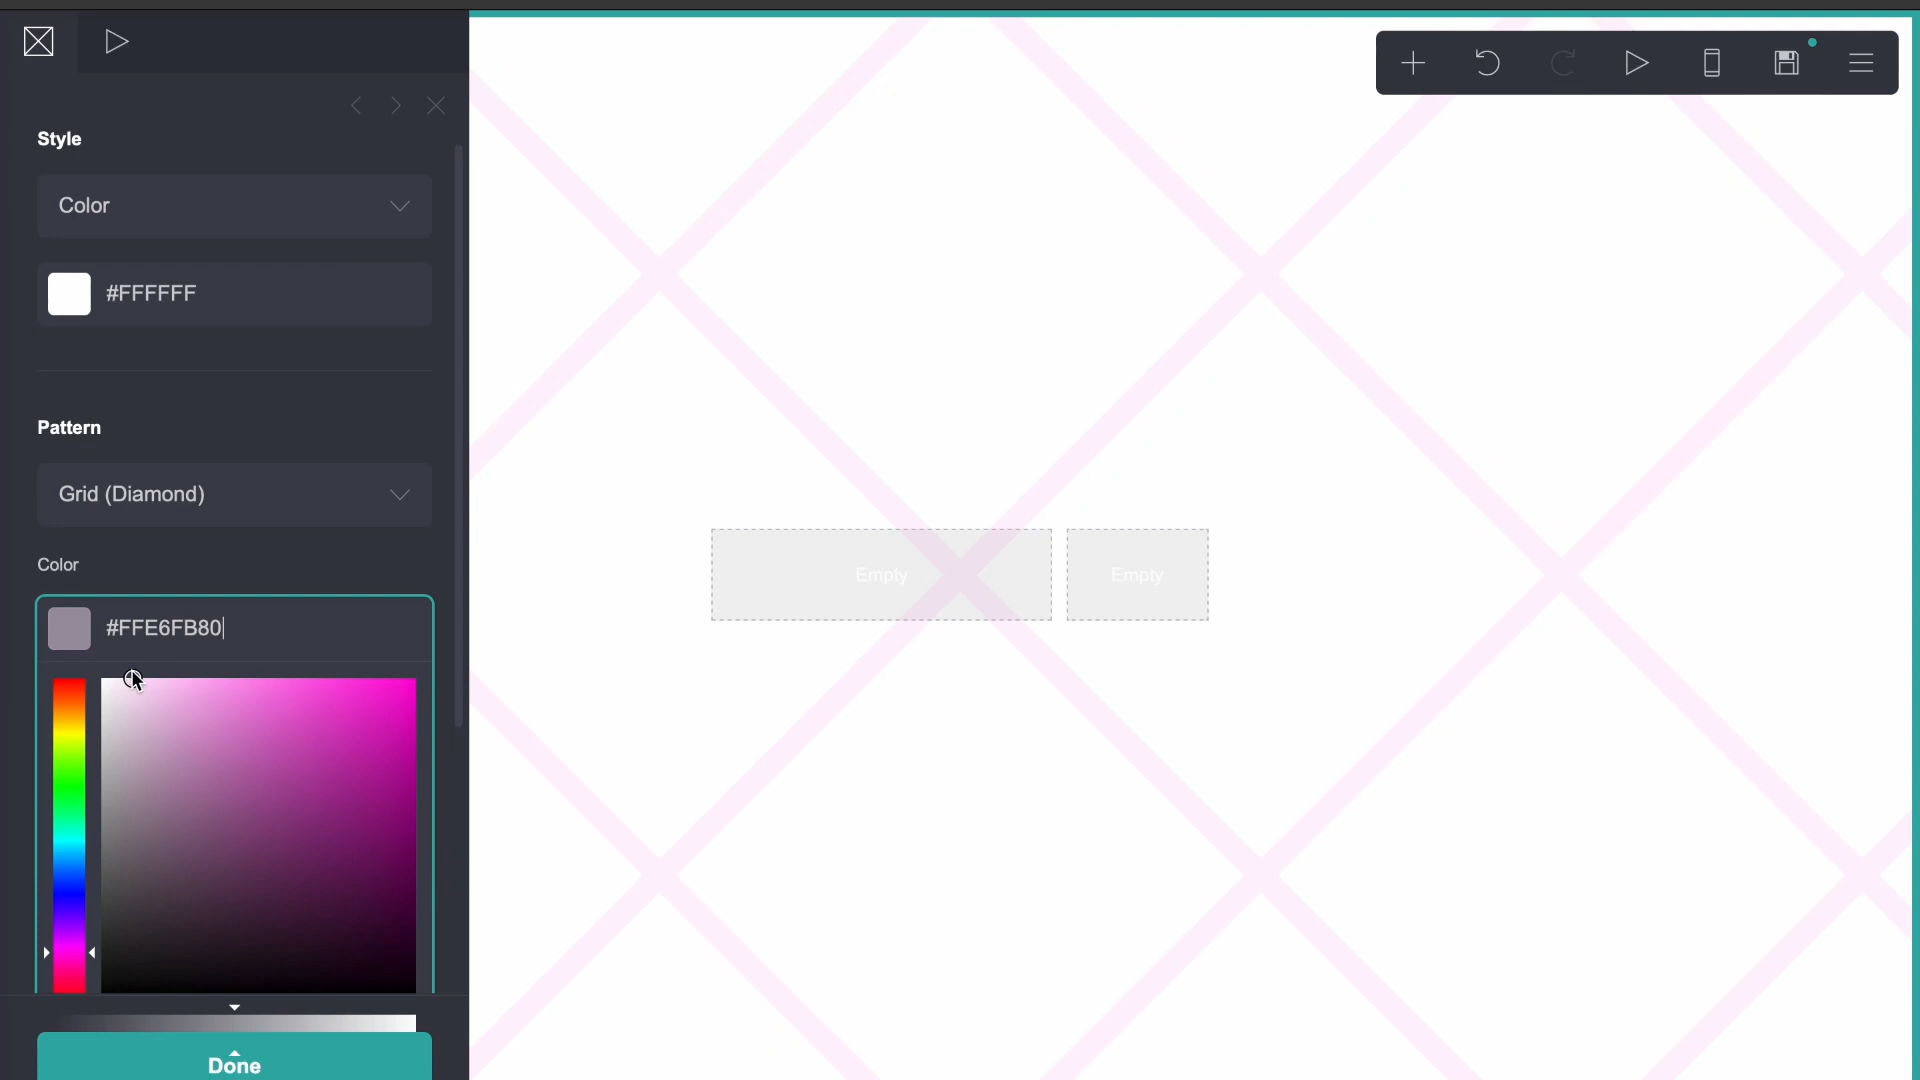 Style
Color
#FFFFFF
Pattern
Grid (Diamond)
Color
#FFE6FB80
Done
Empty
Empty